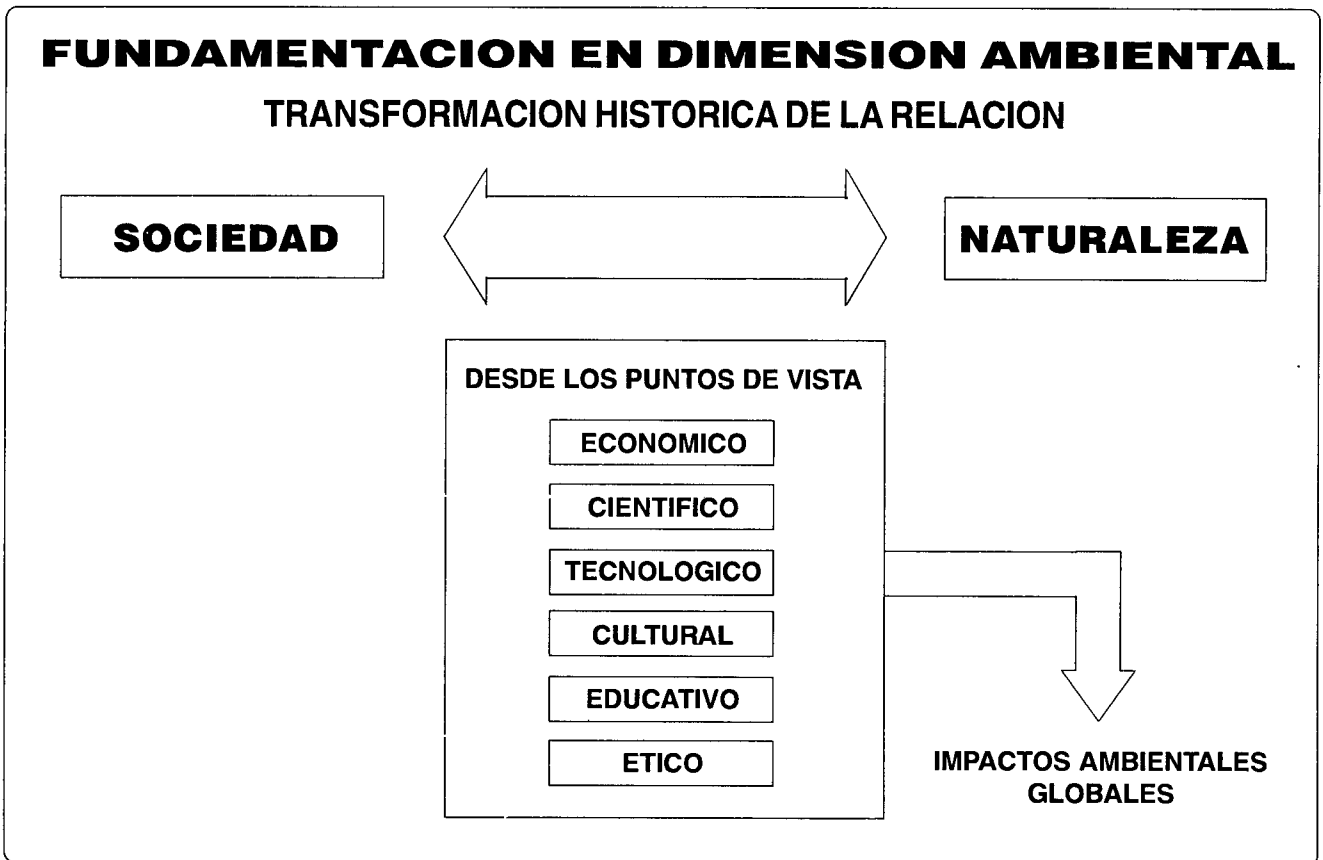 FUNDAMENTACION EN DIMENSION AMBIENTAL
TRANSFORMACION HISTORICA DE LA RELACION
SOCIEDAD
NATURALEZA
DESDE LOS PUNTOS DE VISTA
ECONOMICO
CIENTIFICO
TECNOLOGICO
CULTURAL
EDUCATIVO
ETICO
IMPACTOS AMBIENTALES
GLOBALES